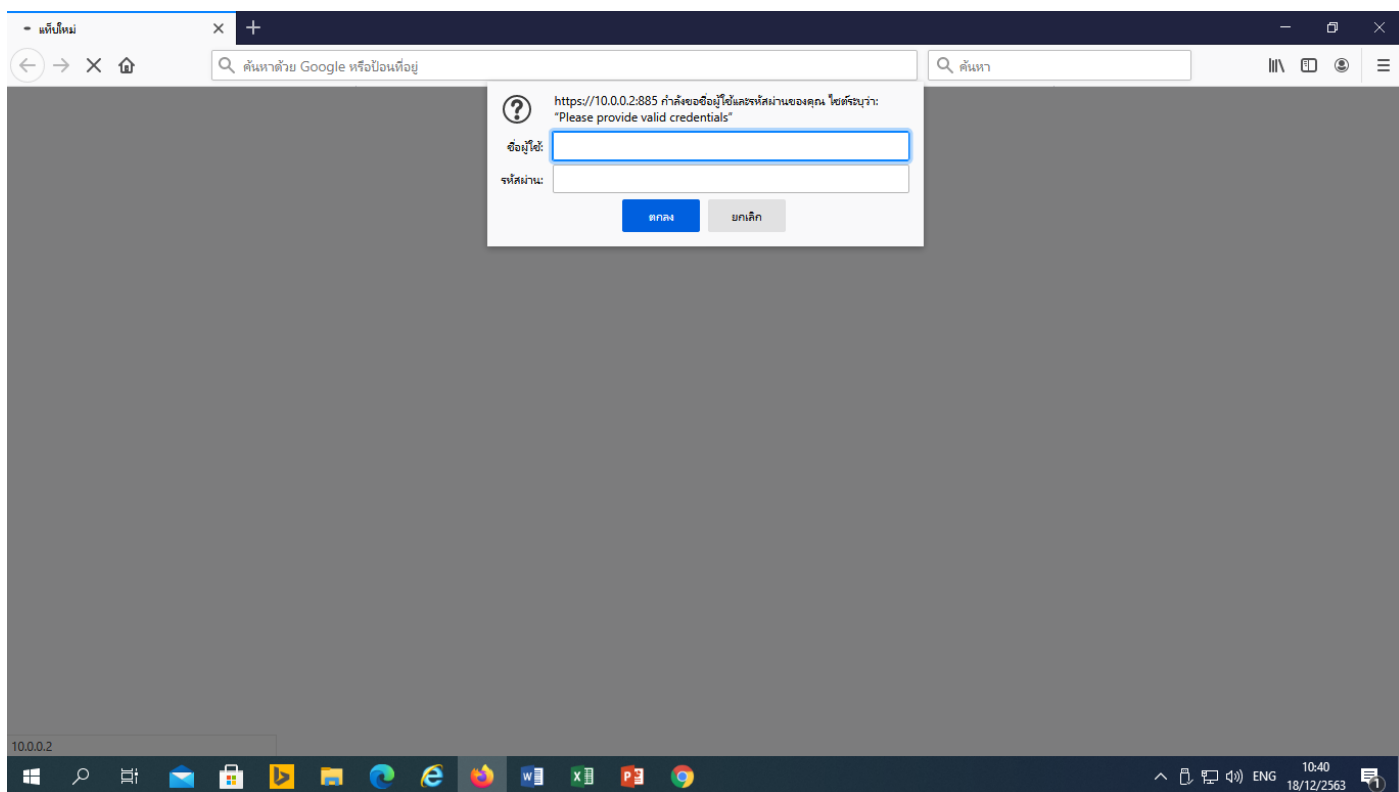 แท็บใหม่
ค้นหาด้วย Google หรือป้อนที่อยู่
ค้นหา
https://10.0.0.2:885 กำลังขอชื่อผู้ใช้และรหัสผ่านของคุณ ไซต์ระบุว่า:
“Please provide valid credentials”
ชื่อผู้ใช้:
รหัสผ่าน:
ตกลง ยกเลิก
10.0.0.2
ENG
10:40
18/12/2563
1